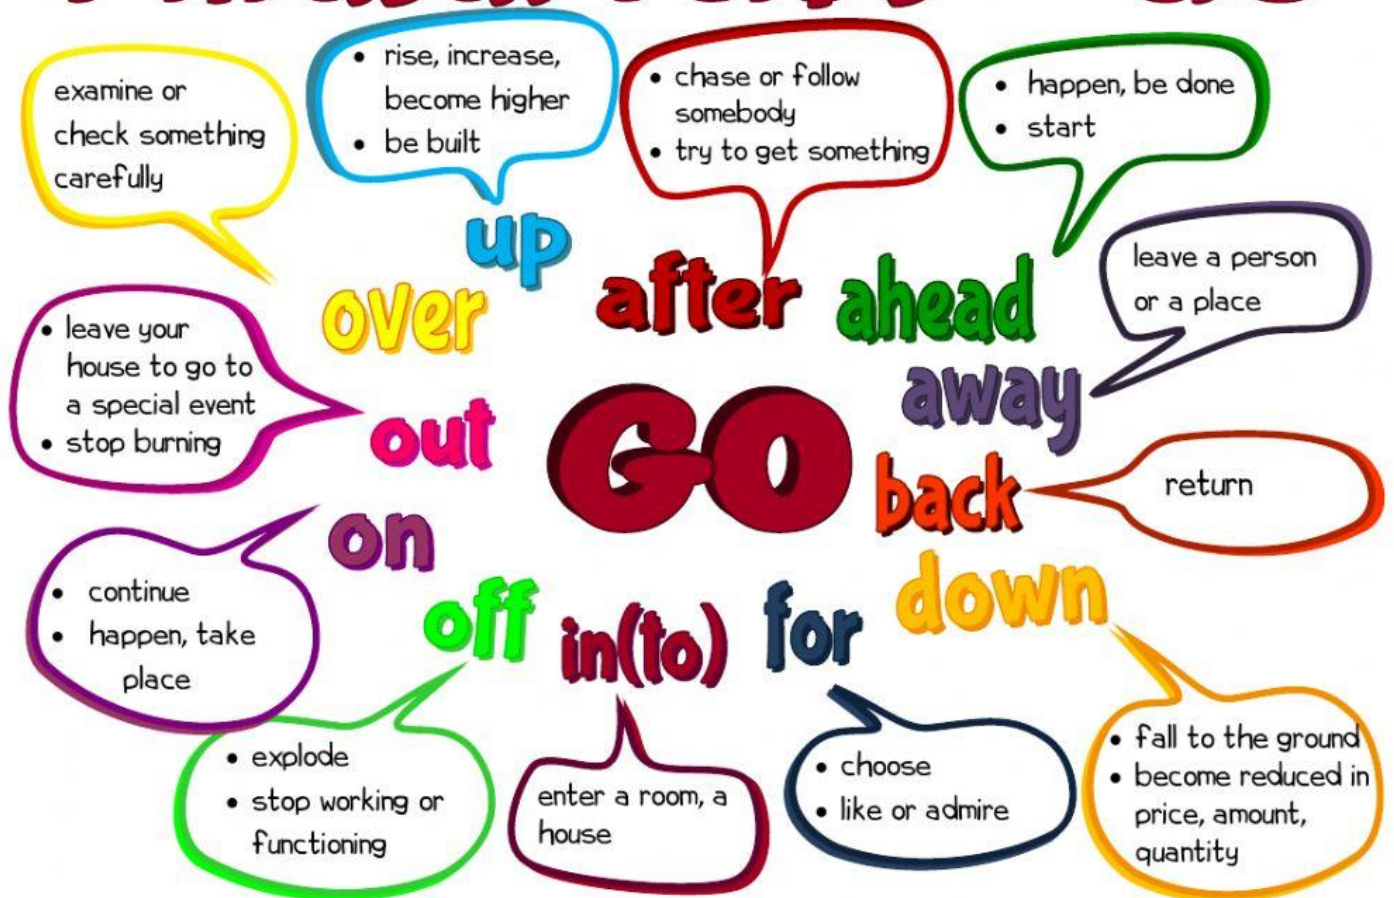 examine or
check something
carefully
• rise, increase,
become higher
• be built
• chase or follow
somebody
• try to get something
• happen, be done
• start
up
after
ahead
over
leave a person
or a place
away
• leave your
house to go to
a special event
• stop burning
out
GO
back
return
on
down
• continue
• happen, take
place
off
in(to)
for
• explode
• stop working or
functioning
enter a room, a
house
• choose
• like or admire
• fall to the ground
• become reduced in
price, amount,
quantity